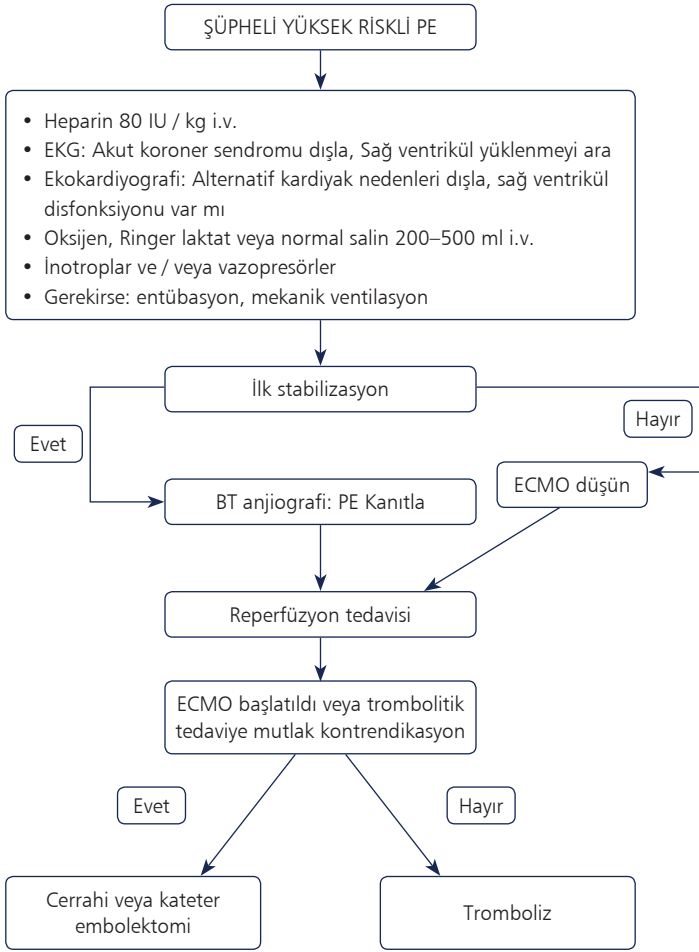 ŞÜPHELİ YÜKSEK RİSKLİ PE
• Heparin 80 IU / kg i.v.
• EKG: Akut koroner sendromu dışla, Sağ ventrikül yüklenmeyi ara
• Ekokardiyografi: Alternatif kardiyak nedenleri dışla, sağ ventrikül
disfonksiyonu var mı
• Oksijen, Ringer laktat veya normal salin 200–500 ml i.v.
• İnotroplar ve / veya vazopresörler
• Gerekirse: entübasyon, mekanik ventilasyon
İlk stabilizasyon
Evet
Hayır
ECMO düşün
BT anjiografi: PE Kanıtla
Reperfüzyon tedavisi
ECMO başlatıldı veya trombolitik
tedaviye mutlak kontrendikasyon
Evet
Hayır
Cerrahi veya kateter
embolektomi
Tromboliz